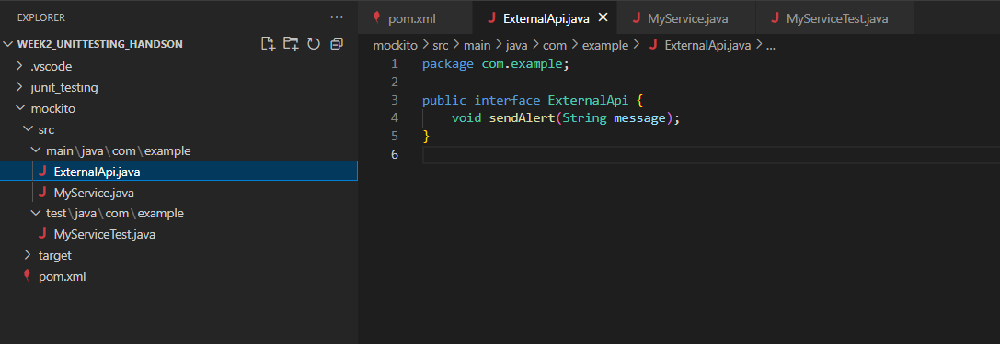 EXPLORER
WEEK2_UNITTESTING_HANDSON
.vscode
junit_testing
mockito
src
main\java\com\example
ExternalApi.java
MyService.java
test\java\com\example
MyServiceTest.java
target
pom.xml
pom.xml ExternalApi.java MyService.java MyServiceTest.java
mockito > src > main > java > com > example > ExternalApi.java > ...
1 package com.example;
2
3 public interface ExternalApi {
4     void sendAlert(String message);
5 }
6